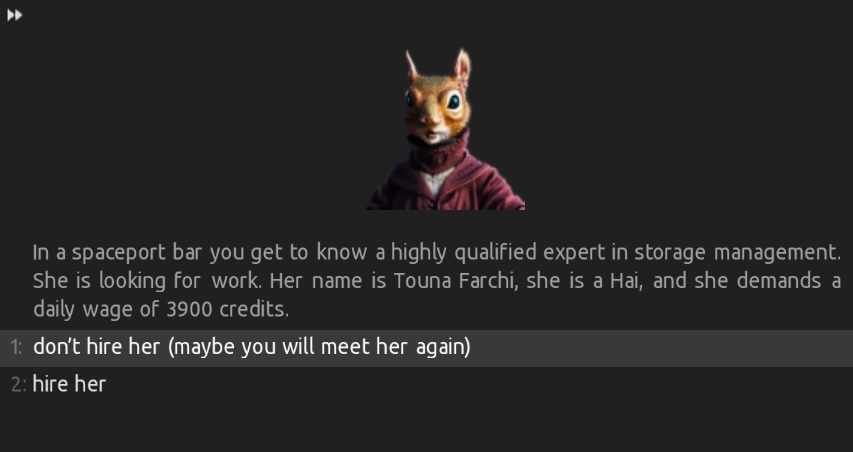 In a spaceport bar you get to know a highly qualified expert in storage management.
She is looking for work. Her name is Touna Farchi, she is a Hai, and she demands a
daily wage of 3900 credits.
1: don't hire her (maybe you will meet her again)
2: hire her